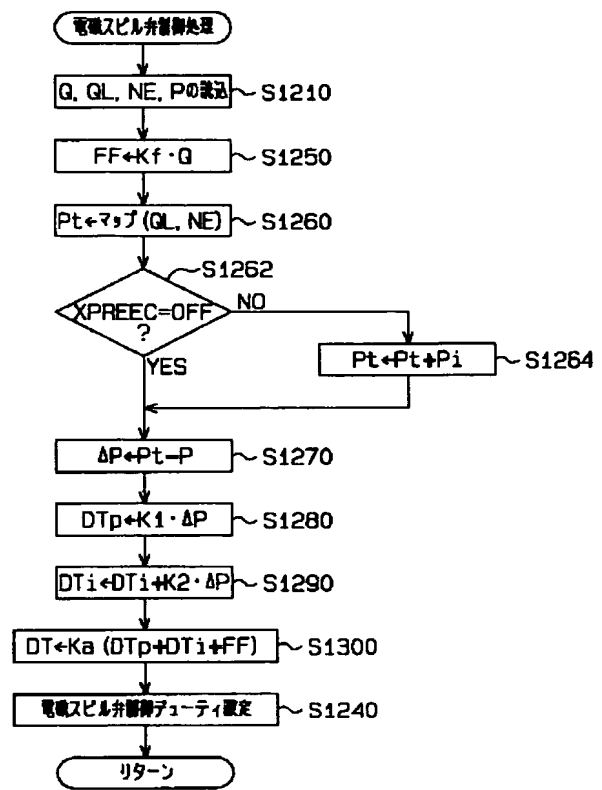 電磁スピル弁制御処理
Q, QL, NE, Pの読込
S1210
FF←Kf・Q
S1250
Pt←マップ(QL, NE)
S1260
S1262
XPREEC=OFF
?
NO
YES
Pt←Pt+Pi
S1264
ΔP←Pt−P
S1270
DTp←K1・ΔP
S1280
DTi←DTi+K2・ΔP
S1290
DT←Ka(DTp+DTi+FF)
S1300
電磁スピル弁制御デューティ設定
S1240
リターン